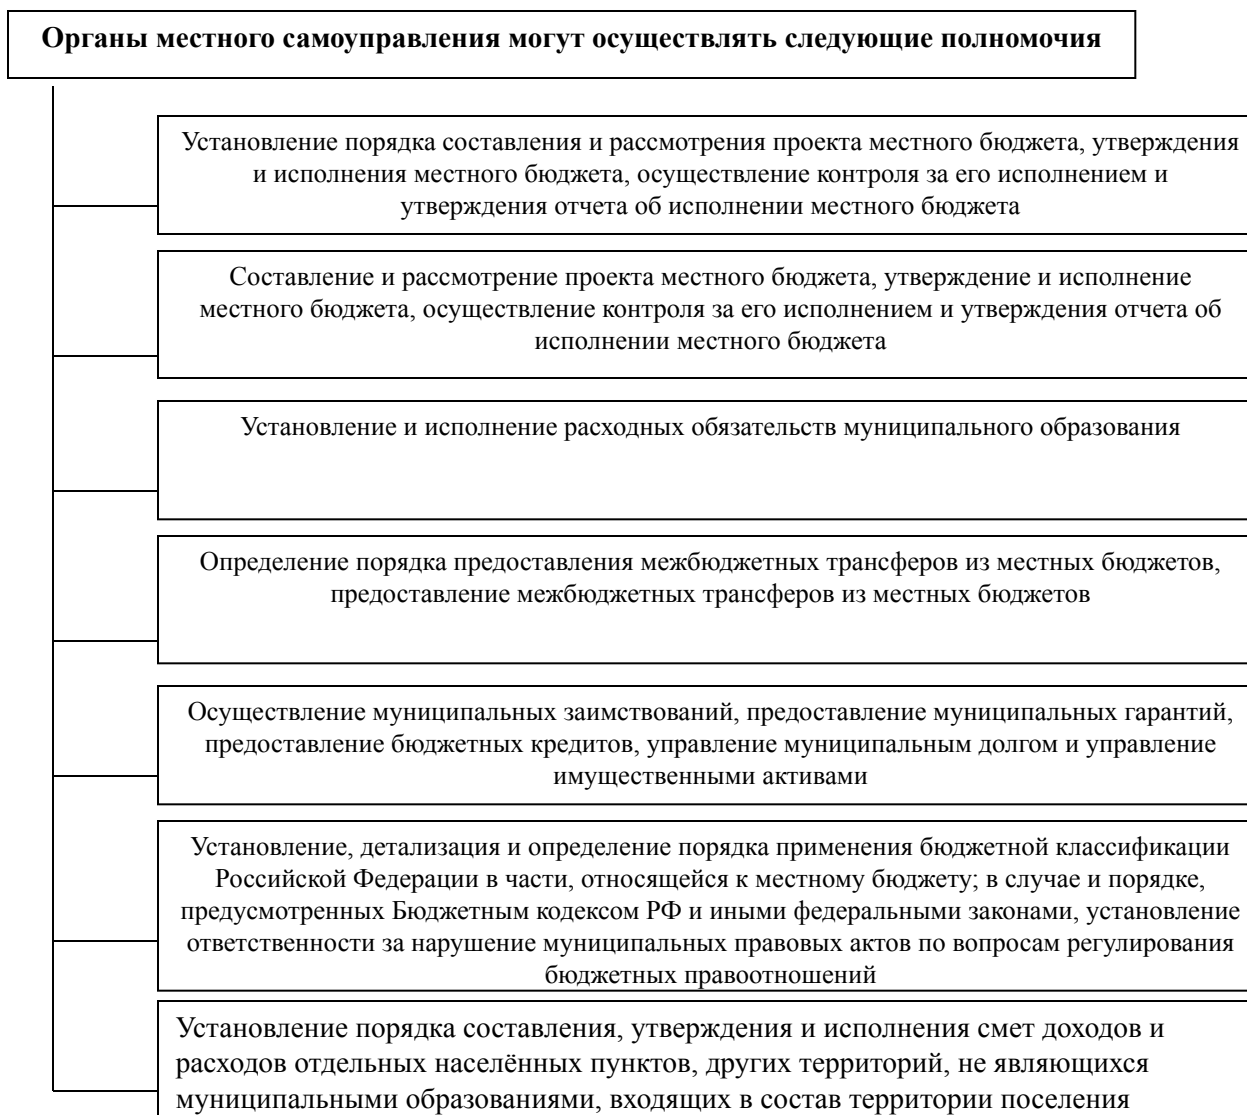 Органы местного самоуправления могут осуществлять следующие полномочия
Установление порядка составления и рассмотрения проекта местного бюджета, утверждения
и исполнения местного бюджета, осуществление контроля за его исполнением и
утверждения отчета об исполнении местного бюджета
Составление и рассмотрение проекта местного бюджета, утверждение и исполнение
местного бюджета, осуществление контроля за его исполнением и утверждения отчета об
исполнении местного бюджета
Установление и исполнение расходных обязательств муниципального образования
Определение порядка предоставления межбюджетных трансферов из местных бюджетов,
предоставление межбюджетных трансферов из местных бюджетов
Осуществление муниципальных заимствований, предоставление муниципальных гарантий,
предоставление бюджетных кредитов, управление муниципальным долгом и управление
имущественными активами
Установление, детализация и определение порядка применения бюджетной классификации
Российской Федерации в части, относящейся к местному бюджету; в случае и порядке,
предусмотренных Бюджетным кодексом РФ и иными федеральными законами, установление
ответственности за нарушение муниципальных правовых актов по вопросам регулирования
бюджетных правоотношений
Установление порядка составления, утверждения и исполнения смет доходов и
расходов отдельных населённых пунктов, других территорий, не являющихся
муниципальными образованиями, входящих в состав территории поселения